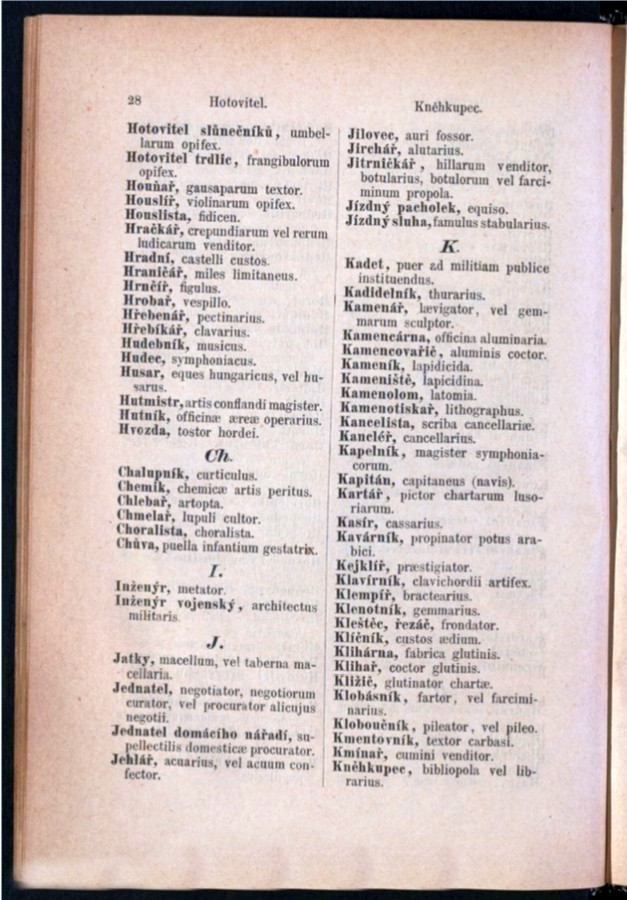 28
Hotovitel.
Kněhkupec.
Hotovitel slůnečníků, umbel-
larum opifex.
Hotovitel trdlic, frangibulorum
opifex.
Houňař, gausaparum textor.
Houslíř, violinarum opifex.
Houslista, fidicen.
Hračkář, crepundiarum vel rerum
ludicarum venditor.
Hradní, castelli custos.
Hraničář, miles limitaneus.
Hrnčíř, figulus.
Hrobař, vespillo.
Hřebenář, pectinarius.
Hřebíkář, clavarius.
Hudebník, musicus.
Hudec, symphoniacus.
Husar, eques hungaricus, vel hu-
sarus.
Hutmistr, artis conflandi magister.
Hutník, officinæ æreæ operarius.
Hvozda, tostor hordei.
Ch.
Chalupník, curticulus.
Chemik, chemicæ artis peritus.
Chlebař, artopta.
Chmelař, lupuli cultor.
Choralista, choralista.
Chůva, puella infantium gestatrix.
I.
Inženýr, metator.
Inženýr vojenský, architectus
militaris.
J.
Jatky, macellum, vel taberna ma-
cellaria.
Jednatel, negotiator, negotiorum
curator, vel procurator alicujus
negotii.
Jednatel domácího nářadí, su-
pellectilis domesticæ procurator.
Jehlář, acuarius, vel acuum con-
fector.
Jilovec, auri fossor.
Jirchář, alutarius.
Jitrničkář, hillarum venditor,
botularius, botulorum vel farci-
minum propola.
Jízdný pacholek, equiso.
Jízdný sluha, famulus stabularius.
K.
Kadet, puer ad militiam publice
instituendus.
Kadidelník, thurarius.
Kamenář, lævigator, vel gem-
marum sculptor.
Kamencárna, officina aluminaria.
Kamencovařič, aluminis coctor.
Kameník, lapidicida.
Kameniště, lapicidina.
Kamenolom, latomia.
Kamenotiskař, lithographus.
Kancelista, scriba cancellariæ.
Kancléř, cancellarius.
Kapelník, magister symphonia-
corum.
Kapitán, capitaneus (navis).
Kartář, pictor chartarum luso-
riarum.
Kasír, cassarius.
Kavárník, propinator potus ara-
bici.
Kejklíř, præstigiator.
Klavírník, clavichordii artifex.
Klempíř, bractearius.
Klenotník, gemmarius.
Kleštěc, řezáč, frondator.
Klíčník, custos ædium.
Klihárna, fabrica glutinis.
Klihař, coctor glutinis.
Kližič, glutinator chartæ.
Klobásník, fartor, vel farcimi-
narius.
Kloboučník, pileator, vel pileo.
Kmentovník, textor carbasi.
Kmínař, cumini venditor.
Kněhkupec, bibliopola vel lib-
rarius.